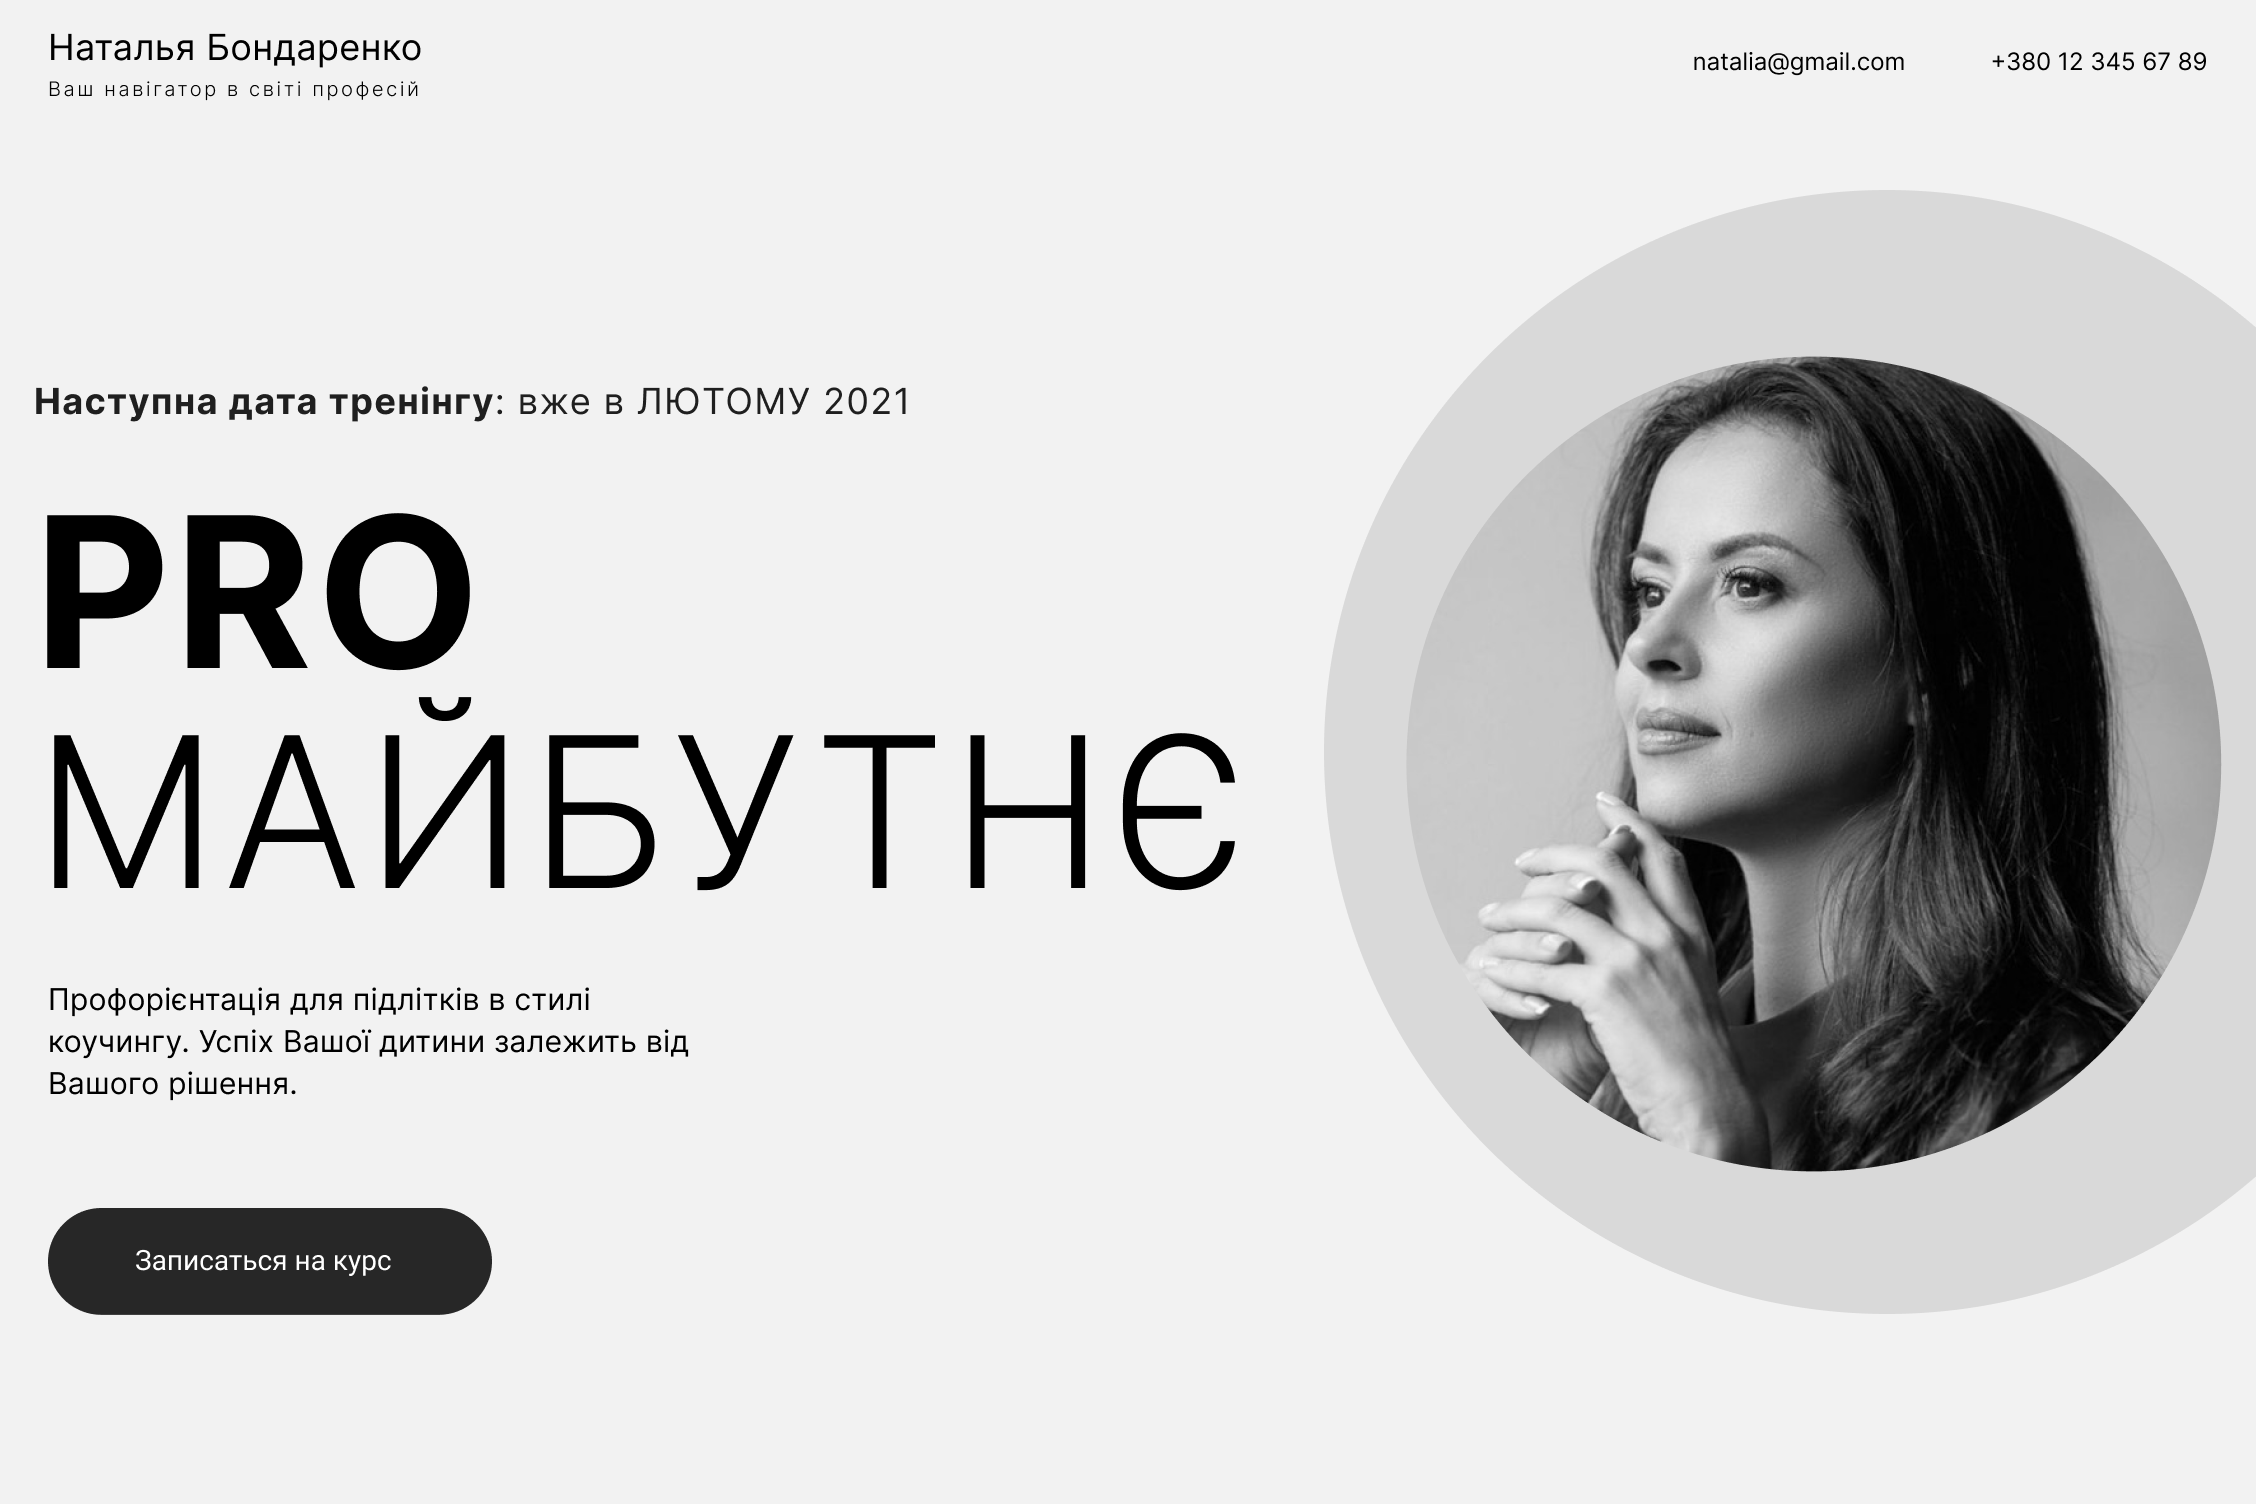 Наталья Бондаренко
Ваш навігатор в світі професій
natalia@gmail.com
+380 12 345 67 89
Наступна дата тренінгу: вже в ЛЮТОМУ 2021
PRO
МАЙБУТНЄ
Профорієнтація для підлітків в стилі
коучингу. Успіх Вашої дитини залежить від
Вашого рішення.
Записаться на курс